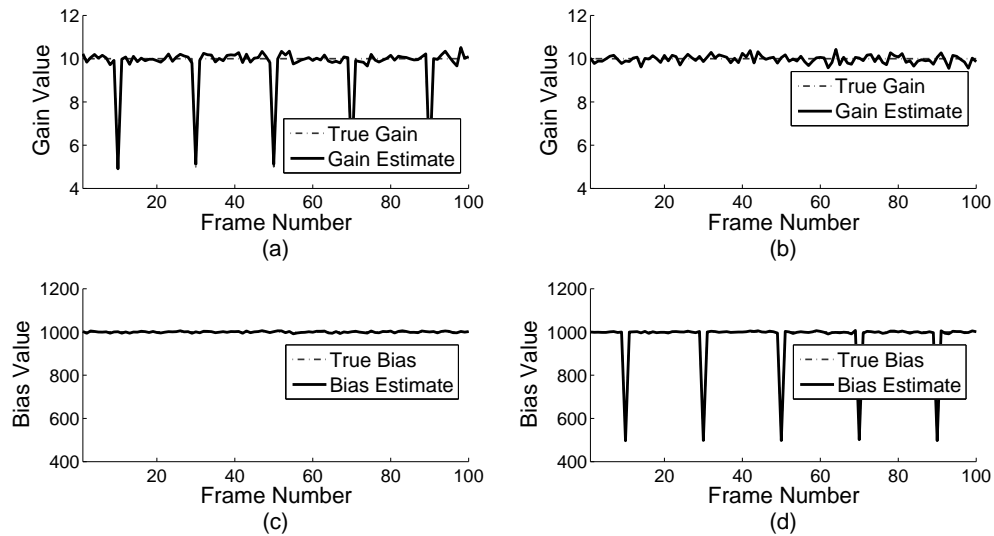 12
10
8
6
4
Gain Value
True Gain
Gain Estimate
20 40 60 80 100
Frame Number
(a)
12
10
8
6
4
Gain Value
True Gain
Gain Estimate
20 40 60 80 100
Frame Number
(b)
1200
1000
800
600
400
Bias Value
True Bias
Bias Estimate
20 40 60 80 100
Frame Number
(c)
1200
1000
800
600
400
Bias Value
True Bias
Bias Estimate
20 40 60 80 100
Frame Number
(d)